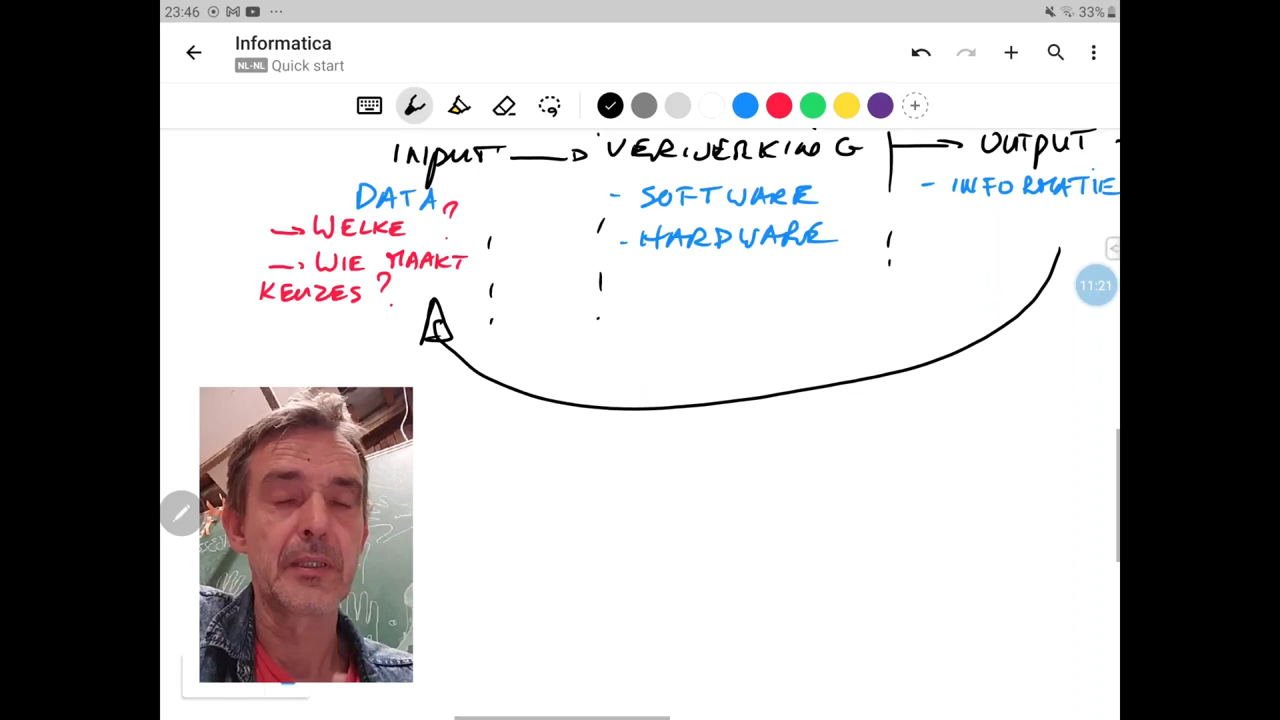 23:46 33%
Informatica
NL-NL Quick start
INPUT VERWERKING OUTPUT
DATA - SOFTWARE - INFORMATIE
→ WELKE ? - HARDWARE
→ WIE MAAKT
KEUZES ?
11:21